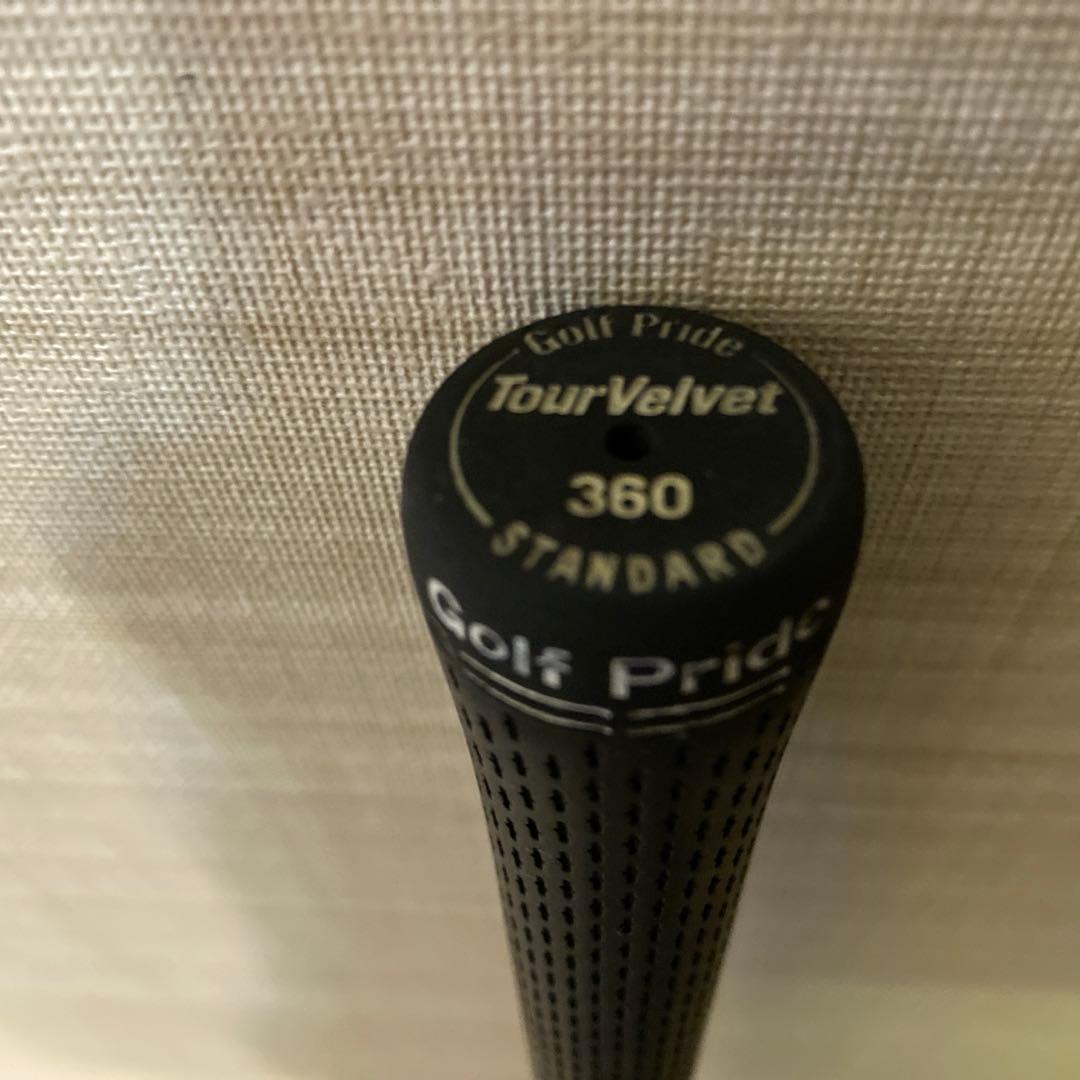 Golf Pride
TourVelvet
360
STANDARD
Golf Pride